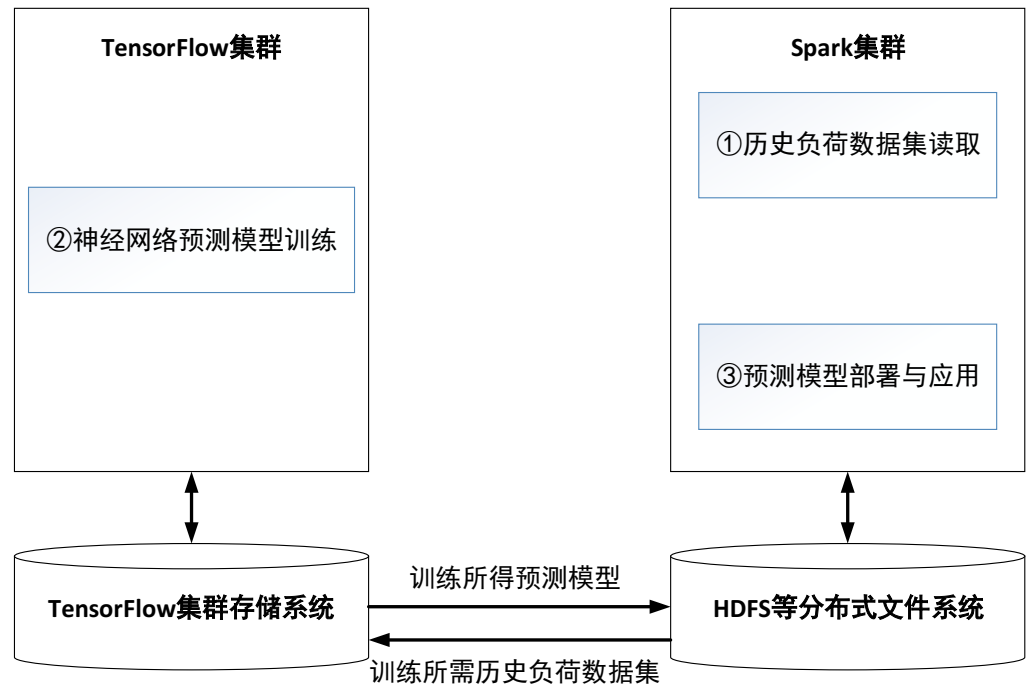 TensorFlow集群
②神经网络预测模型训练
Spark集群
①历史负荷数据集读取
③预测模型部署与应用
TensorFlow集群存储系统
训练所得预测模型
训练所需历史负荷数据集
HDFS等分布式文件系统